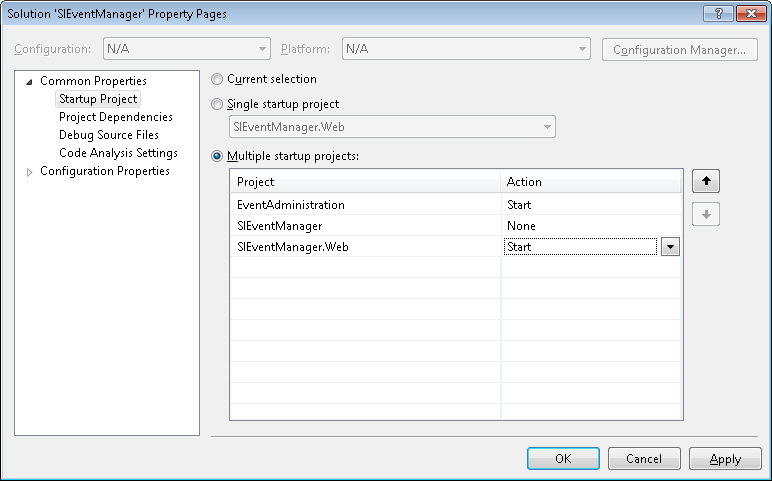 Solution 'SIEventManager' Property Pages
Configuration: N/A Platform: N/A Configuration Manager...
Common Properties
Startup Project
Project Dependencies
Debug Source Files
Code Analysis Settings
Configuration Properties
Current selection
Single startup project
SIEventManager.Web
Multiple startup projects:
Project Action
EventAdministration Start
SIEventManager None
SIEventManager.Web Start
OK Cancel Apply